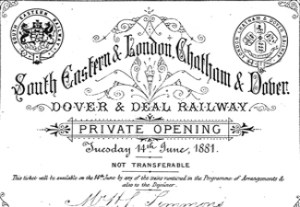 South Eastern & London, Chatham & Dover.
DOVER & DEAL RAILWAY.
PRIVATE OPENING
Tuesday 14th June, 1881.
NOT TRANSFERABLE
This ticket will be available on the 14th June by any of the trains mentioned in the Programme of Arrangements &
also to the Luncheon